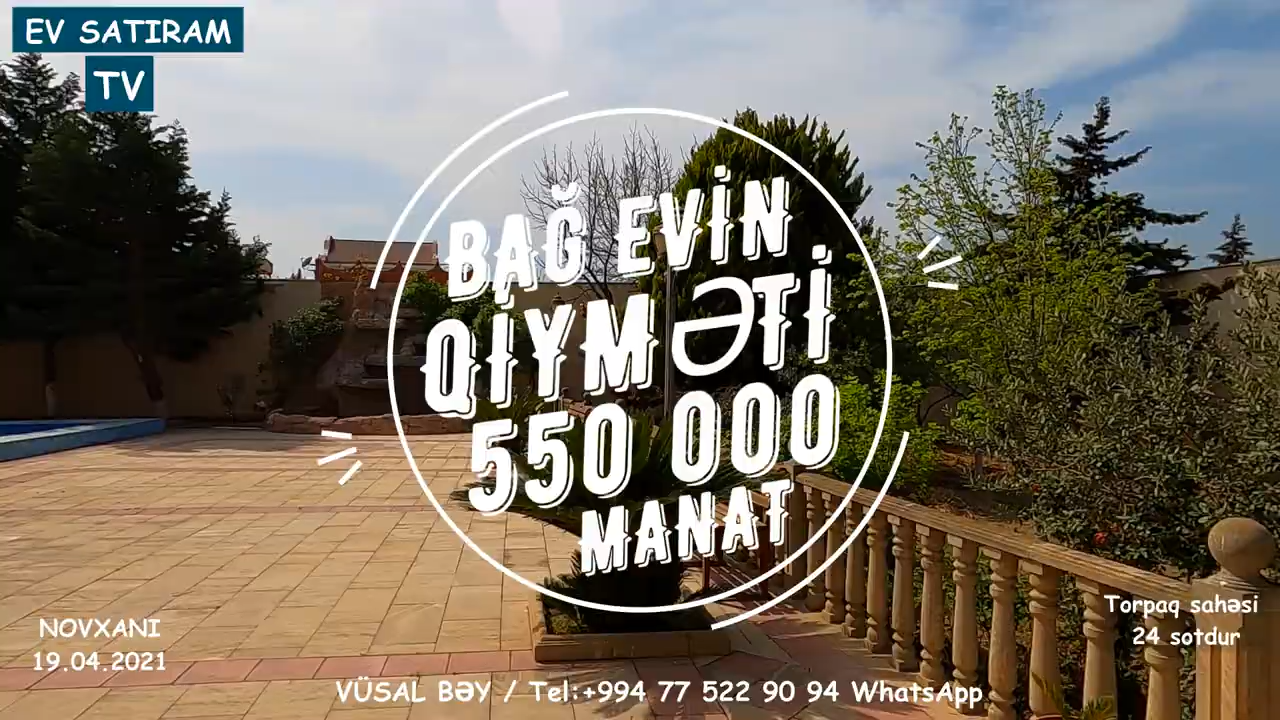 EV SATIRAM
TV
BAĞ EVİN
QİYMƏTİ
550 000
MANAT
NOVXANI
19.04.2021
Torpaq sahəsi
24 sotdur
VÜSAL BƏY / Tel:+994 77 522 90 94 WhatsApp